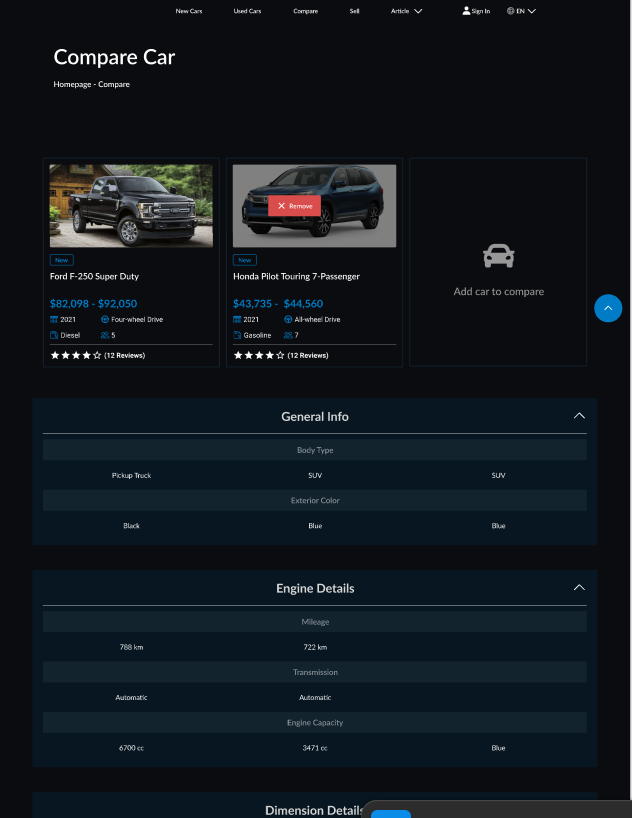 New Cars Used Cars Compare Sell Article Sign In EN
Compare Car
Homepage - Compare
Remove
New New
Ford F-250 Super Duty Honda Pilot Touring 7-Passenger
Add car to compare
$82,098 - $92,050 $43,735 - $44,560
2021 Four-wheel Drive 2021 All-wheel Drive
Diesel 5 Gasoline 7
(12 Reviews) (12 Reviews)
General Info
Body Type
Pickup Truck SUV SUV
Exterior Color
Black Blue Blue
Engine Details
Mileage
788 km 722 km
Transmission
Automatic Automatic
Engine Capacity
6700 cc 3471 cc Blue
Dimension Details